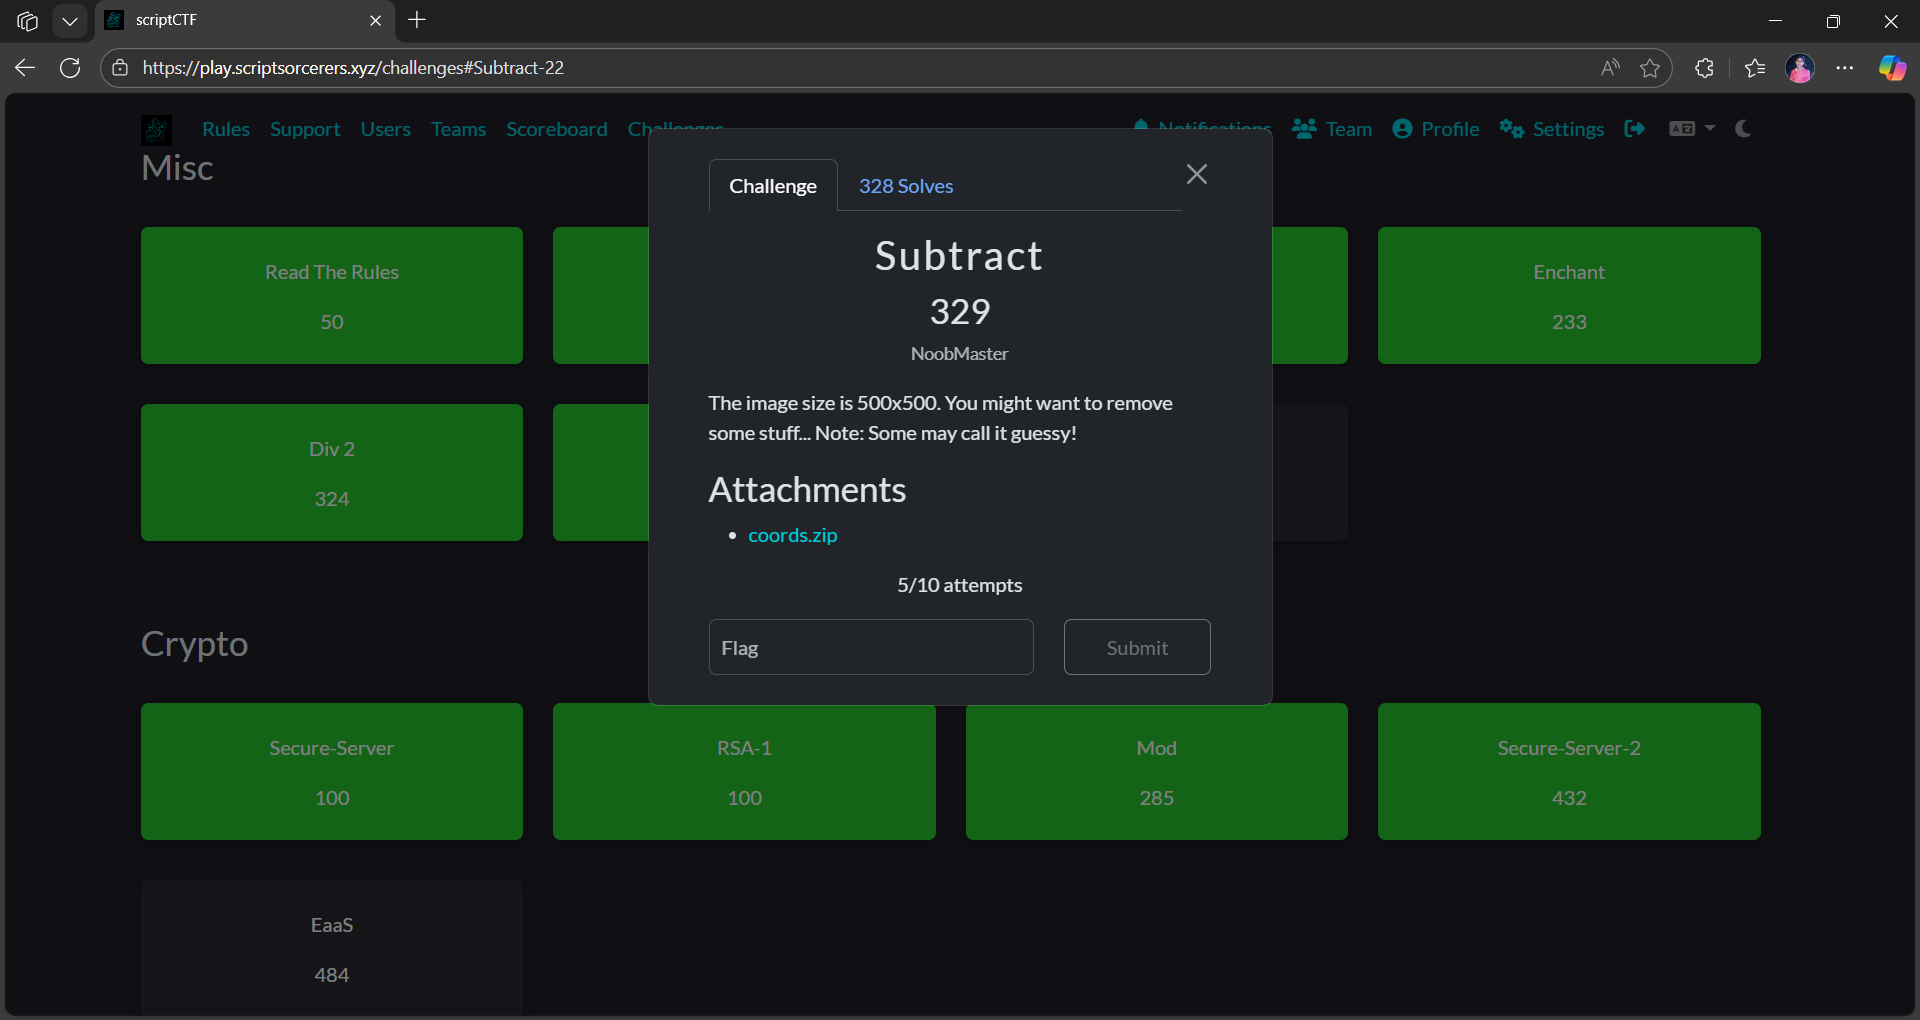 scriptCTF
https://play.scriptsorcerers.xyz/challenges#Subtract-22
Rules Support Users Teams Scoreboard Challenges Notifications Team Profile Settings
Misc
Challenge 328 Solves
Subtract
329
NoobMaster
The image size is 500x500. You might want to remove
some stuff... Note: Some may call it guessy!
Attachments
coords.zip
5/10 attempts
Flag Submit
Read The Rules
50
Enchant
233
Div 2
324
Crypto
Secure-Server
100
RSA-1
100
Mod
285
Secure-Server-2
432
EaaS
484